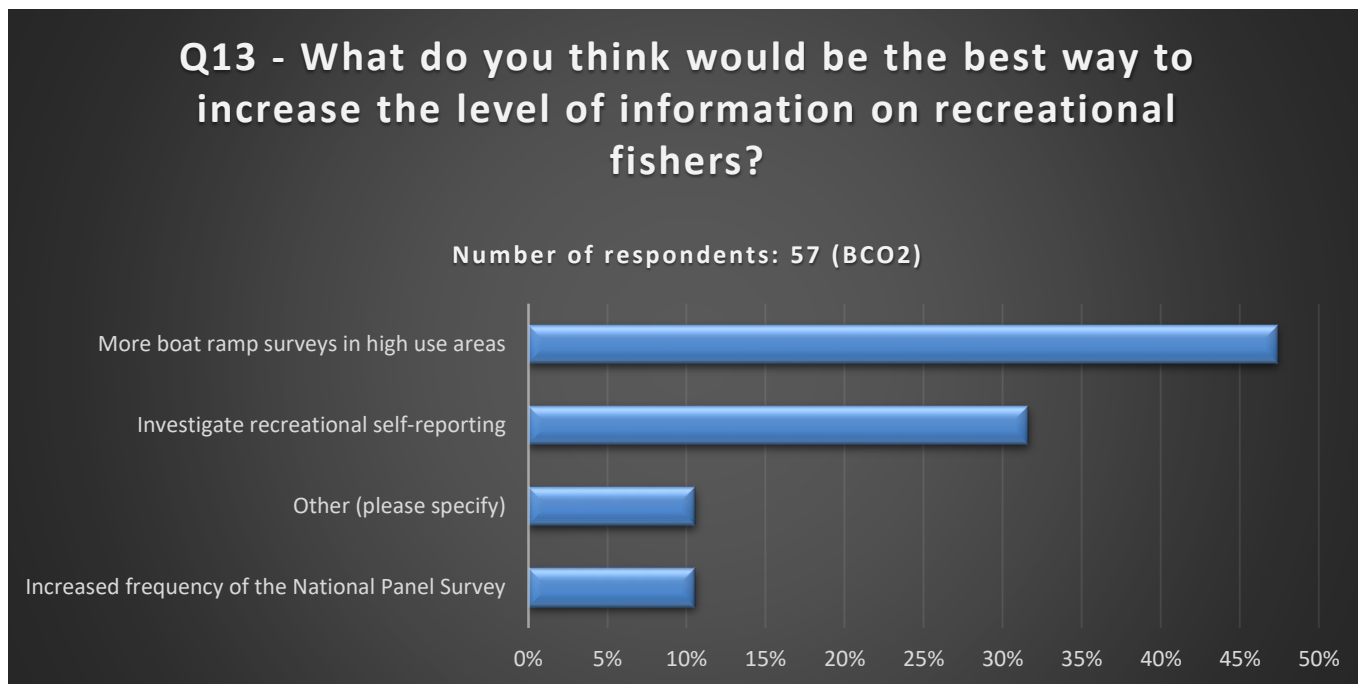 Q13 - What do you think would be the best way to
increase the level of information on recreational
fishers?
Number of respondents: 57 (BCO2)
More boat ramp surveys in high use areas
Investigate recreational self-reporting
Other (please specify)
Increased frequency of the National Panel Survey
0% 5% 10% 15% 20% 25% 30% 35% 40% 45% 50%